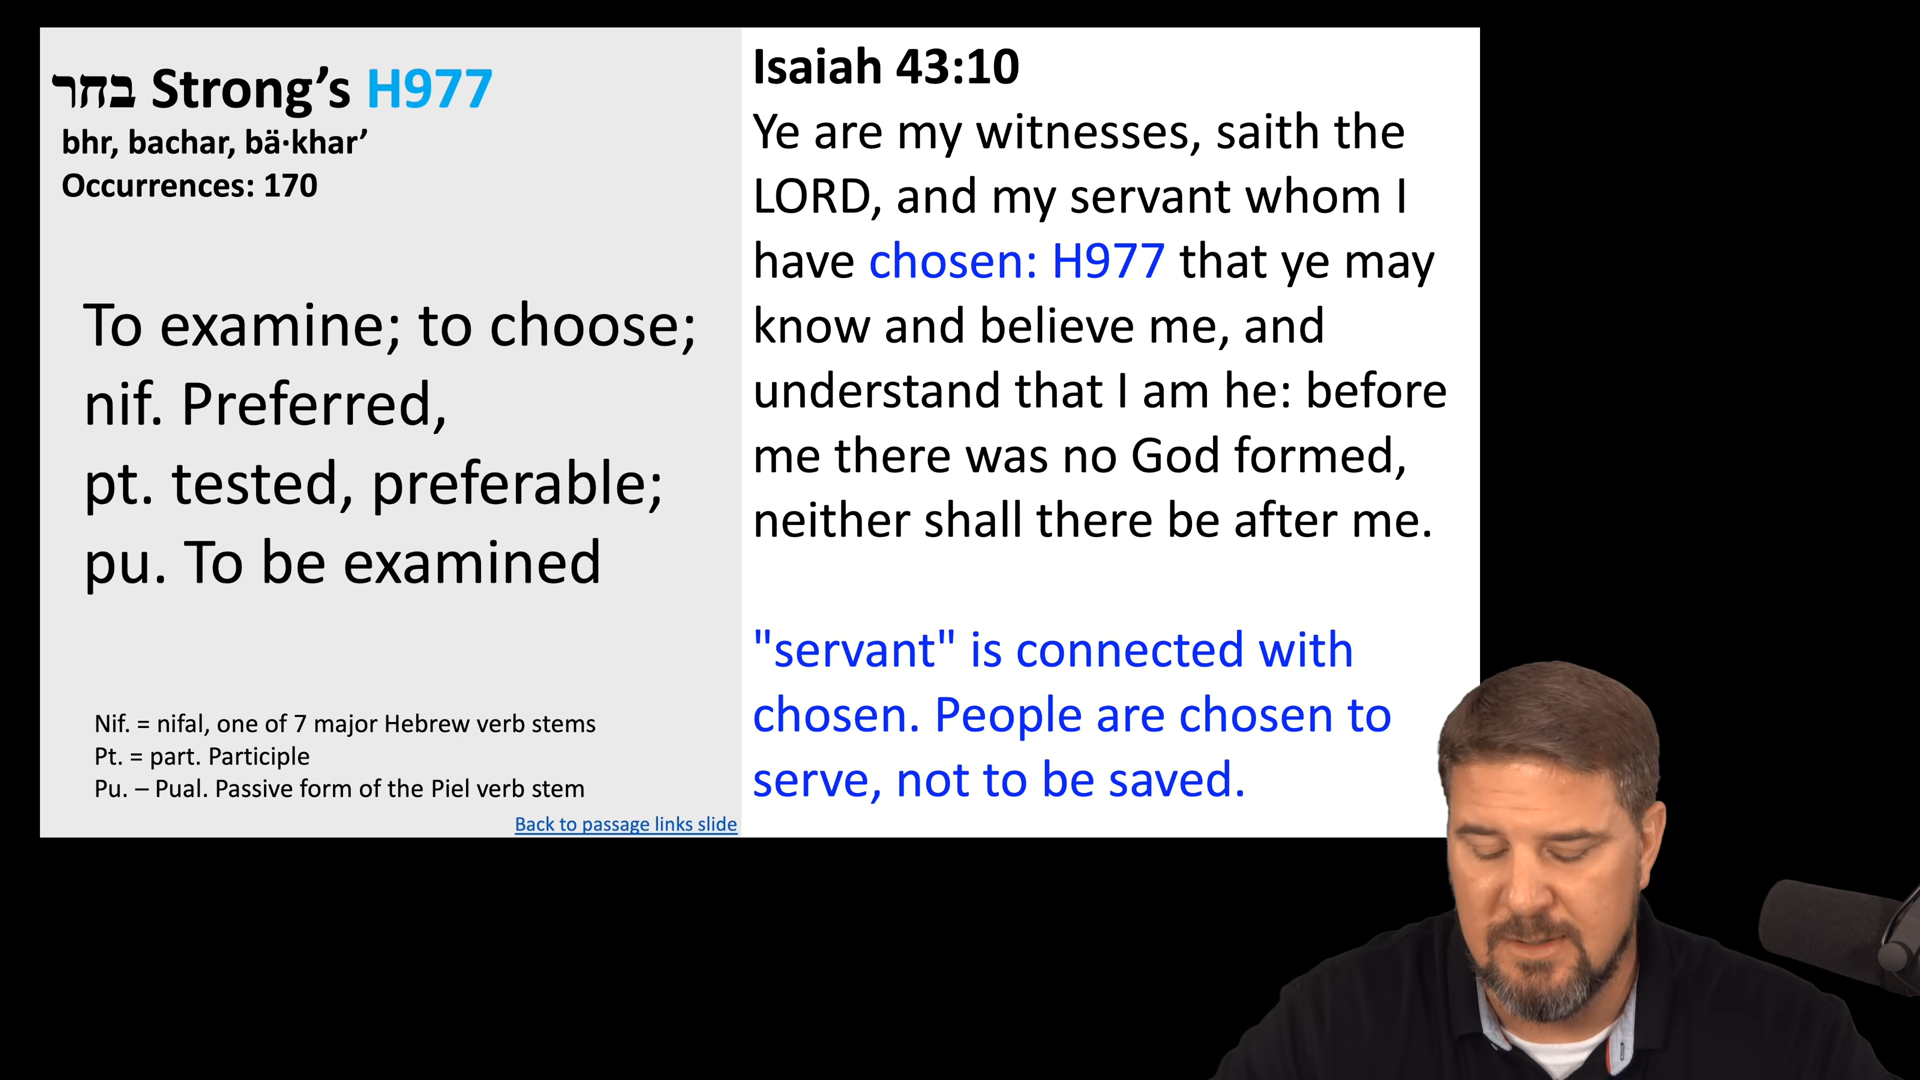 בחר Strong’s H977
bhr, bachar, bä·khar’
Occurrences: 170
To examine; to choose;
nif. Preferred,
pt. tested, preferable;
pu. To be examined
Nif. = nifal, one of 7 major Hebrew verb stems
Pt. = part. Participle
Pu. – Pual. Passive form of the Piel verb stem
Back to passage links slide
Isaiah 43:10
Ye are my witnesses, saith the
LORD, and my servant whom I
have chosen: H977 that ye may
know and believe me, and
understand that I am he: before
me there was no God formed,
neither shall there be after me.
"servant" is connected with
chosen. People are chosen to
serve, not to be saved.